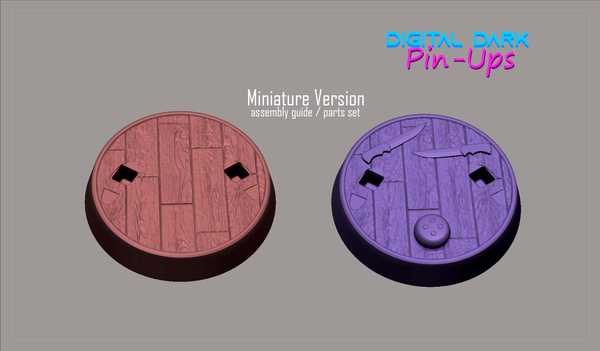 DIGITAL DARK
Pin-Ups
Miniature Version
assembly guide / parts set